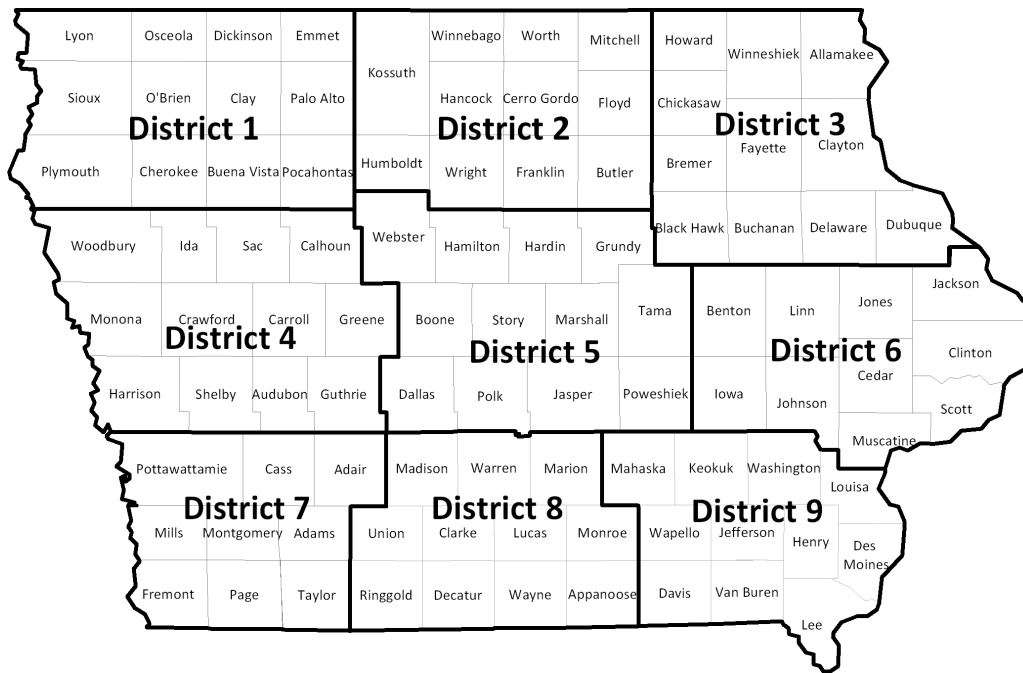 Lyon
Osceola
Dickinson
Emmet
Sioux
O'Brien
Clay
Palo Alto
District 1
Plymouth
Cherokee
Buena Vista
Pocahontas
Kossuth
Winnebago
Worth
Mitchell
Hancock
Cerro Gordo
Floyd
District 2
Humboldt
Wright
Franklin
Butler
Howard
Winneshiek
Allamakee
Chickasaw
District 3
Fayette
Clayton
Bremer
Black Hawk
Buchanan
Delaware
Dubuque
Woodbury
Ida
Sac
Calhoun
Monona
Crawford
Carroll
Greene
District 4
Harrison
Shelby
Audubon
Guthrie
Webster
Hamilton
Hardin
Grundy
Boone
Story
Marshall
Tama
District 5
Dallas
Polk
Jasper
Poweshiek
Benton
Linn
Jones
Jackson
District 6
Clinton
Cedar
Iowa
Johnson
Scott
Muscatine
Pottawattamie
Cass
Adair
District 7
Mills
Montgomery
Adams
Fremont
Page
Taylor
Madison
Warren
Marion
District 8
Union
Clarke
Lucas
Monroe
Ringgold
Decatur
Wayne
Appanoose
Mahaska
Keokuk
Washington
Louisa
District 9
Wapello
Jefferson
Henry
Des
Moines
Davis
Van Buren
Lee